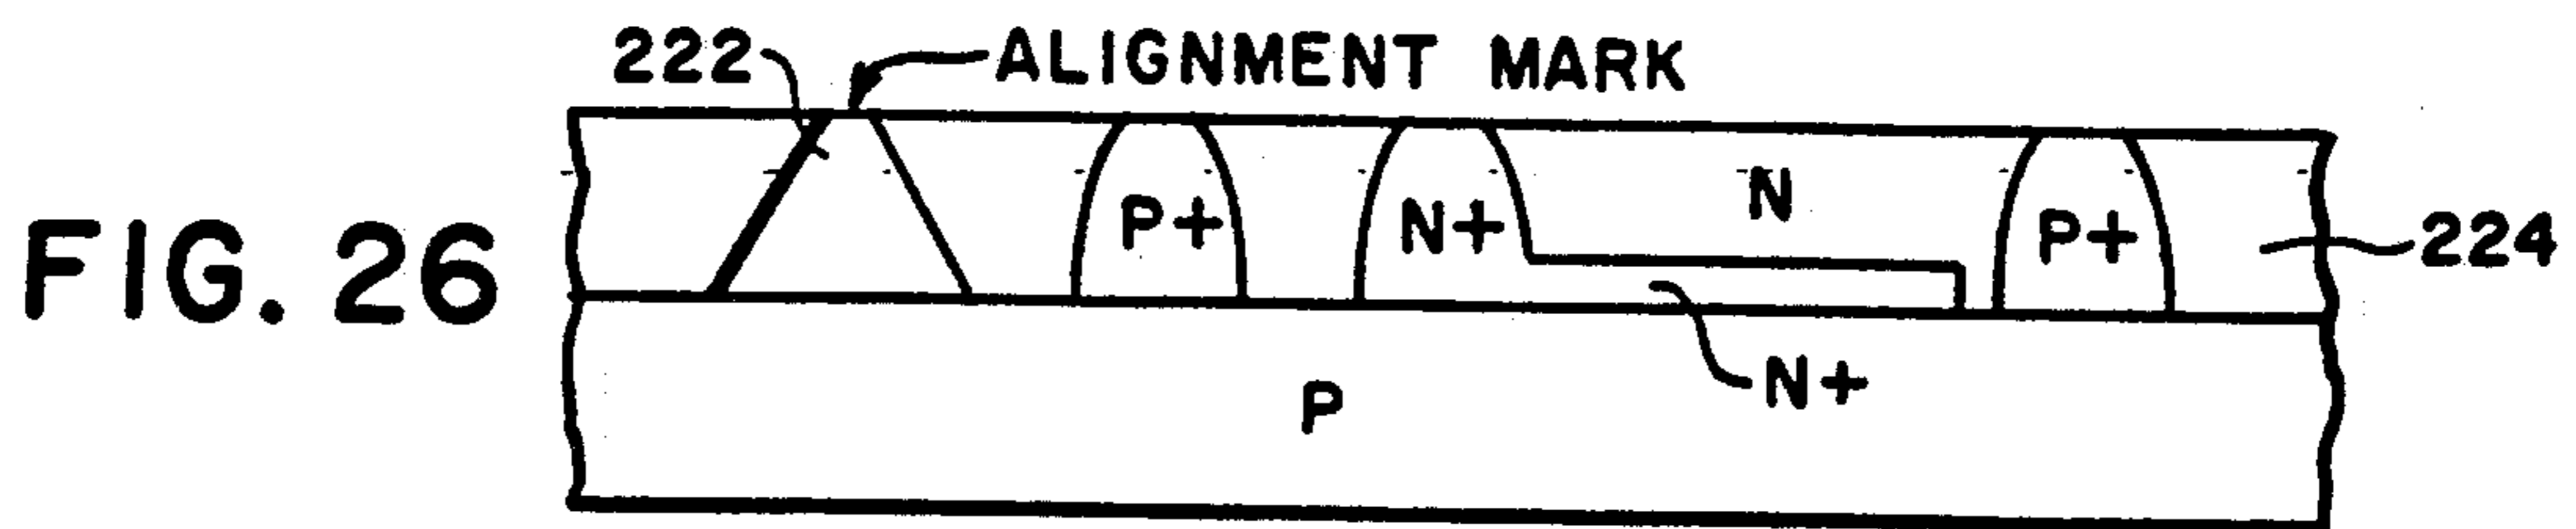 222
ALIGNMENT MARK
FIG. 26
P+
N+
N
P+
224
N+
P